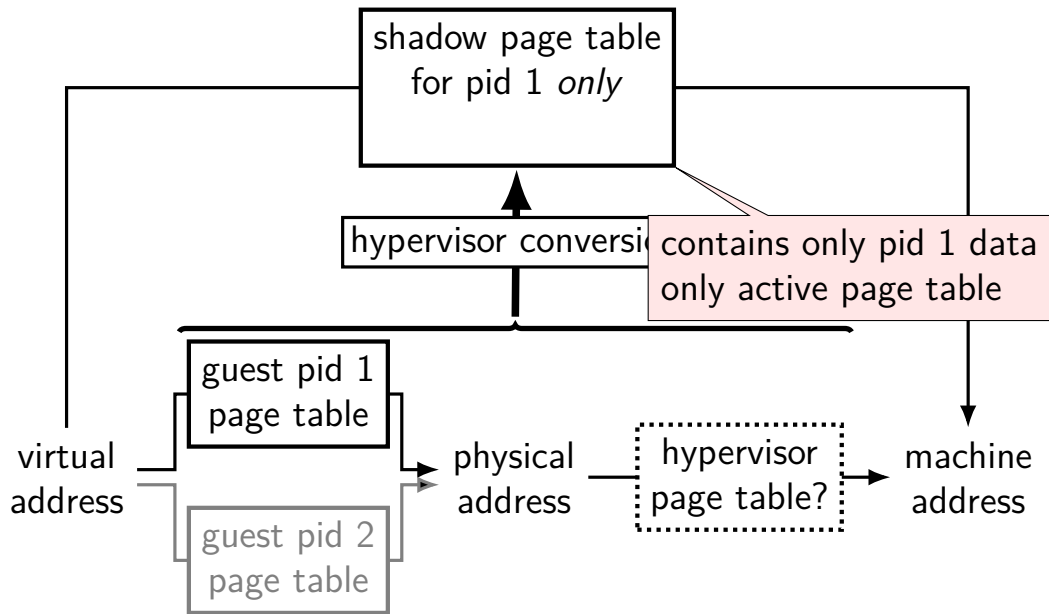 shadow page table
for pid 1 only
hypervisor conversi
contains only pid 1 data
only active page table
guest pid 1
page table
virtual
address
physical
address
hypervisor
page table?
machine
address
guest pid 2
page table